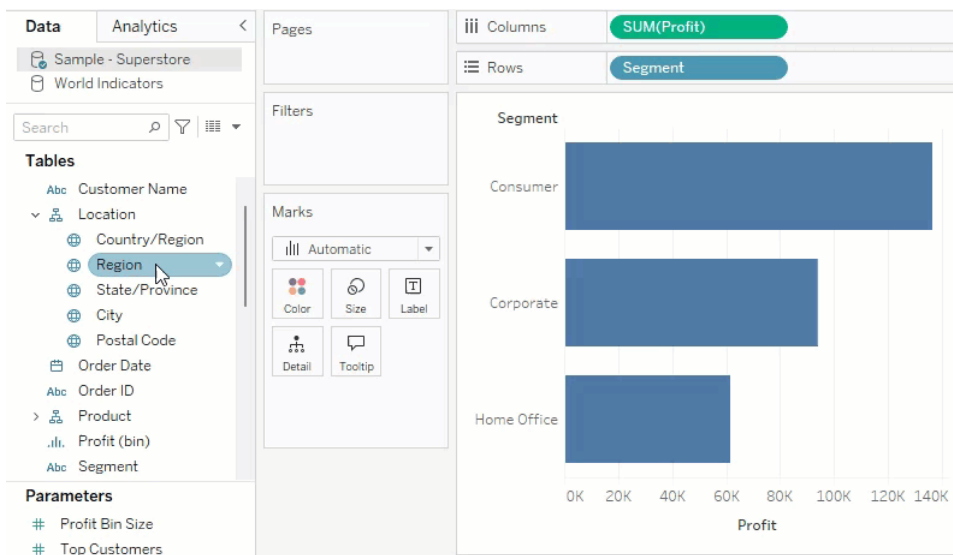 Data
Analytics
Sample - Superstore
World Indicators
Search
Tables
Abc Customer Name
Location
Country/Region
Region
State/Province
City
Postal Code
Order Date
Abc Order ID
Product
Profit (bin)
Abc Segment
Parameters
# Profit Bin Size
# Top Customers
Pages
Filters
Marks
Automatic
Color
Size
T
Label
Detail
Tooltip
Columns
SUM(Profit)
Rows
Segment
Segment
Consumer
Corporate
Home Office
0K 20K 40K 60K 80K 100K 120K 140K
Profit